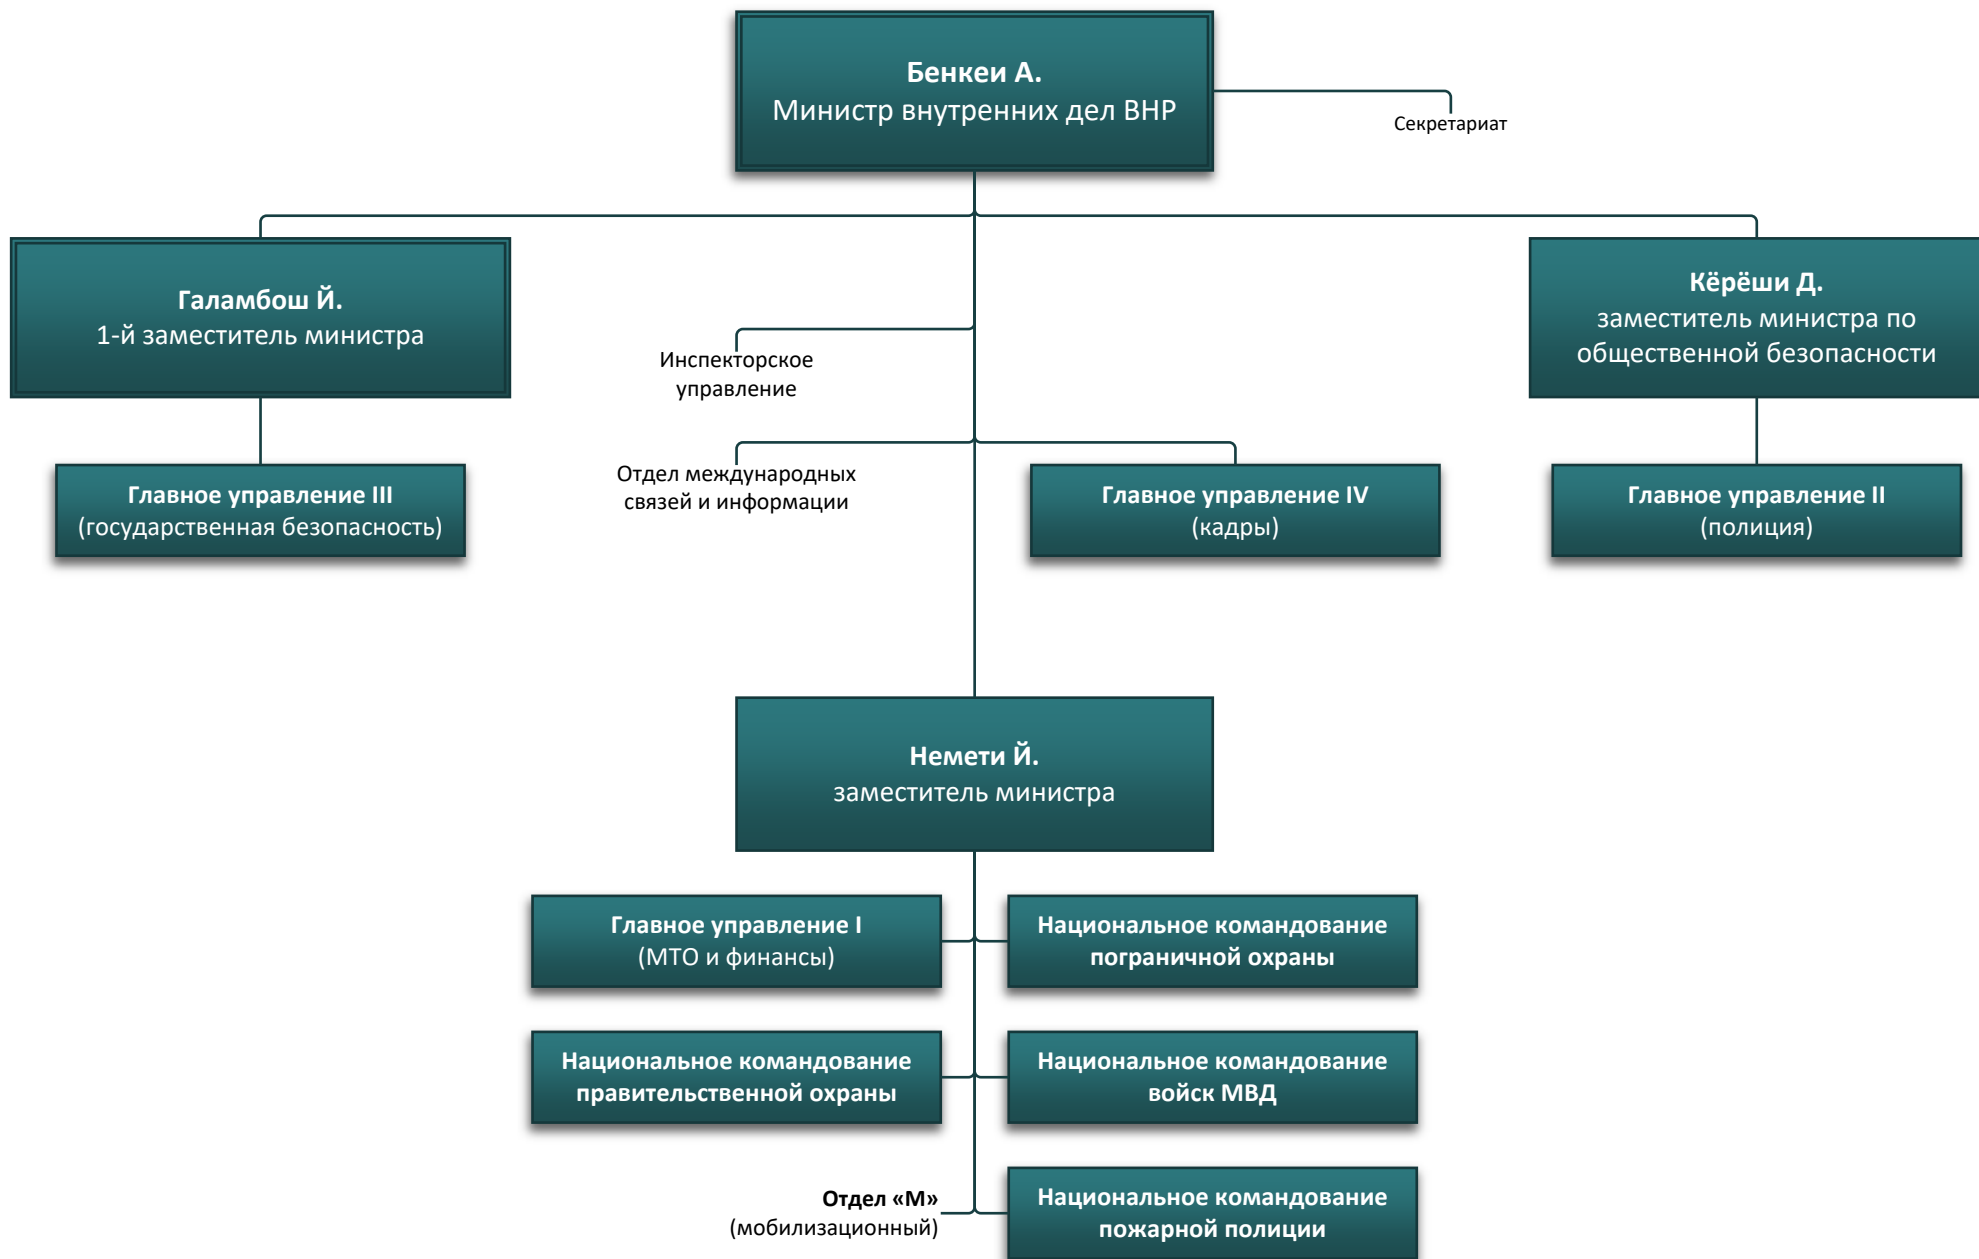 Бенкеи А.
Министр внутренних дел ВНР
Секретариат
Галамбош Й.
1-й заместитель министра
Кёрёши Д.
заместитель министра по
общественной безопасности
Инспекторское
управление
Главное управление III
(государственная безопасность)
Отдел международных
связей и информации
Главное управление IV
(кадры)
Главное управление II
(полиция)
Немети Й.
заместитель министра
Главное управление I
(МТО и финансы)
Национальное командование
пограничной охраны
Национальное командование
правительственной охраны
Национальное командование
войск МВД
Отдел «М»
(мобилизационный)
Национальное командование
пожарной полиции